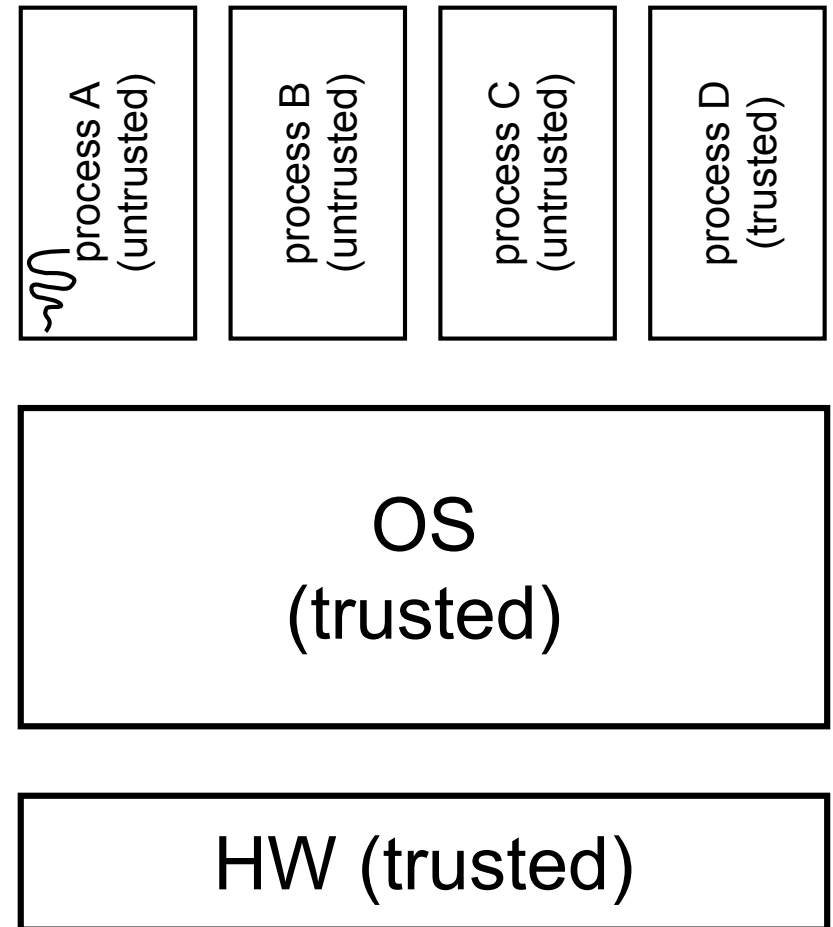 process A
(untrusted)
process B
(untrusted)
process C
(untrusted)
process D
(trusted)
OS
(trusted)
HW (trusted)